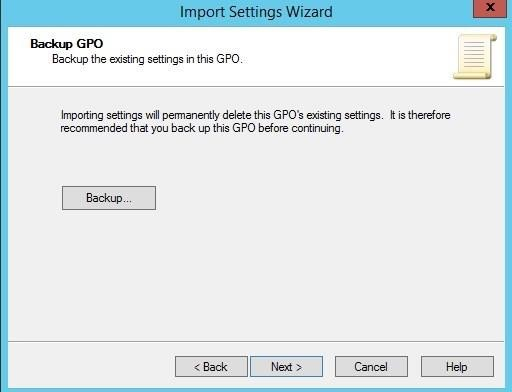 Import Settings Wizard
X
Backup GPO
Backup the existing settings in this GPO.
Importing settings will permanently delete this GPO's existing settings. It is therefore
recommended that you back up this GPO before continuing.
Backup...
< Back
Next >
Cancel
Help